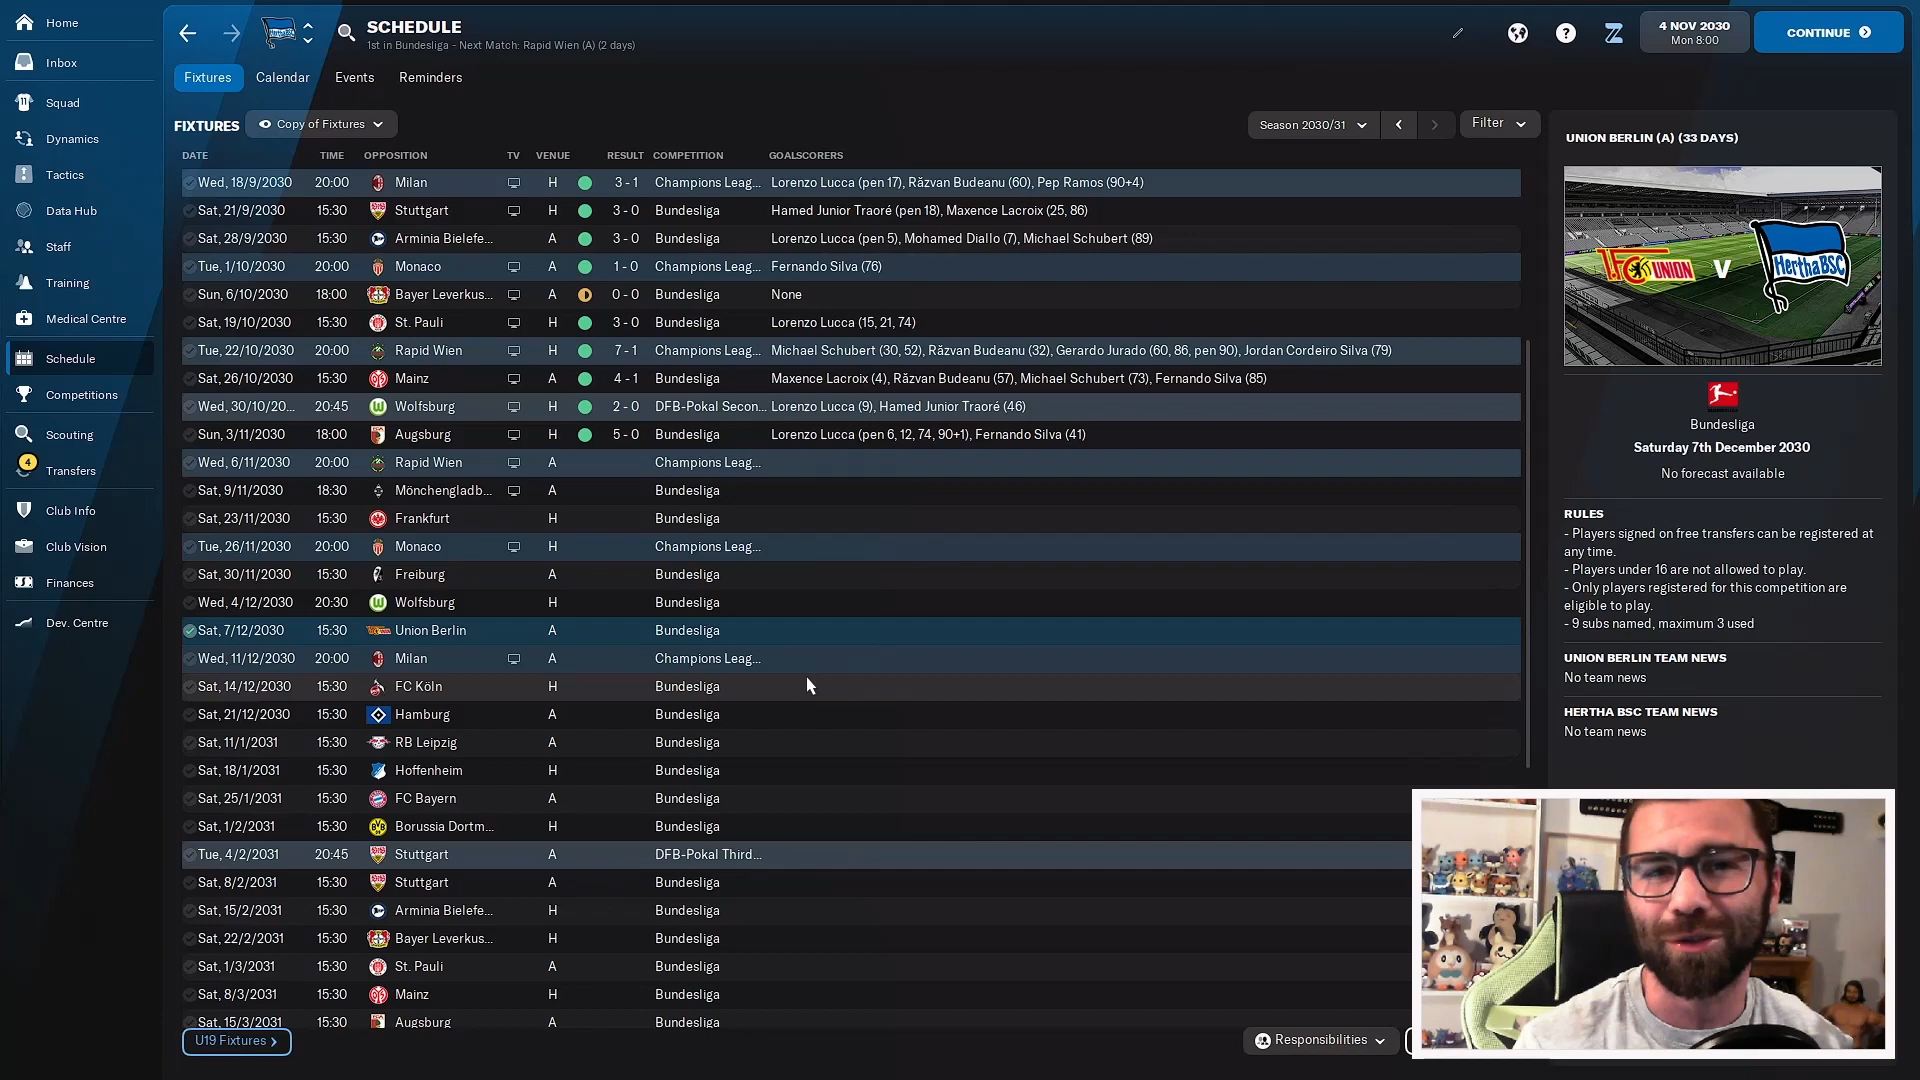 Home
Inbox
Squad
Dynamics
Tactics
Data Hub
Staff
Training
Medical Centre
Schedule
Competitions
Scouting
4
Transfers
Club Info
Club Vision
Finances
Dev. Centre
SCHEDULE
1st in Bundesliga - Next Match: Rapid Wien (A) (2 days)
4 NOV 2030
Mon 8:00
CONTINUE
Fixtures Calendar Events Reminders
FIXTURES Copy of Fixtures Season 2030/31 Filter
DATE TIME OPPOSITION TV VENUE RESULT COMPETITION GOALSCORERS
Wed, 18/9/2030 20:00 Milan H 3 - 1 Champions Leag... Lorenzo Lucca (pen 17), Răzvan Budeanu (60), Pep Ramos (90+4)
Sat, 21/9/2030 15:30 Stuttgart H 3 - 0 Bundesliga Hamed Junior Traoré (pen 18), Maxence Lacroix (25, 86)
Sat, 28/9/2030 15:30 Arminia Bielefe... A 3 - 0 Bundesliga Lorenzo Lucca (pen 5), Mohamed Diallo (7), Michael Schubert (89)
Tue, 1/10/2030 20:00 Monaco A 1 - 0 Champions Leag... Fernando Silva (76)
Sun, 6/10/2030 18:00 Bayer Leverkus... A 0 - 0 Bundesliga None
Sat, 19/10/2030 15:30 St. Pauli H 3 - 0 Bundesliga Lorenzo Lucca (15, 21, 74)
Tue, 22/10/2030 20:00 Rapid Wien H 7 - 1 Champions Leag... Michael Schubert (30, 52), Răzvan Budeanu (32), Gerardo Jurado (60, 86, pen 90), Jordan Cordeiro Silva (79)
Sat, 26/10/2030 15:30 Mainz A 4 - 1 Bundesliga Maxence Lacroix (4), Răzvan Budeanu (57), Michael Schubert (73), Fernando Silva (85)
Wed, 30/10/20... 20:45 Wolfsburg H 2 - 0 DFB-Pokal Secon... Lorenzo Lucca (9), Hamed Junior Traoré (46)
Sun, 3/11/2030 18:00 Augsburg H 5 - 0 Bundesliga Lorenzo Lucca (pen 6, 12, 74, 90+1), Fernando Silva (41)
Wed, 6/11/2030 20:00 Rapid Wien A Champions Leag...
Sat, 9/11/2030 18:30 Mönchengladb... A Bundesliga
Sat, 23/11/2030 15:30 Frankfurt H Bundesliga
Tue, 26/11/2030 20:00 Monaco H Champions Leag...
Sat, 30/11/2030 15:30 Freiburg A Bundesliga
Wed, 4/12/2030 20:30 Wolfsburg H Bundesliga
Sat, 7/12/2030 15:30 Union Berlin A Bundesliga
Wed, 11/12/2030 20:00 Milan A Champions Leag...
Sat, 14/12/2030 15:30 FC Köln H Bundesliga
Sat, 21/12/2030 15:30 Hamburg A Bundesliga
Sat, 11/1/2031 15:30 RB Leipzig A Bundesliga
Sat, 18/1/2031 15:30 Hoffenheim H Bundesliga
Sat, 25/1/2031 15:30 FC Bayern A Bundesliga
Sat, 1/2/2031 15:30 Borussia Dortm... H Bundesliga
Tue, 4/2/2031 20:45 Stuttgart A DFB-Pokal Third...
Sat, 8/2/2031 15:30 Stuttgart A Bundesliga
Sat, 15/2/2031 15:30 Arminia Bielefe... H Bundesliga
Sat, 22/2/2031 15:30 Bayer Leverkus... H Bundesliga
Sat, 1/3/2031 15:30 St. Pauli A Bundesliga
Sat, 8/3/2031 15:30 Mainz H Bundesliga
Sat, 15/3/2031 15:30 Augsburg A Bundesliga
U19 Fixtures
Responsibilities
UNION BERLIN (A) (33 DAYS)
UNION V HerthaBSC
Bundesliga
Saturday 7th December 2030
No forecast available
RULES
- Players signed on free transfers can be registered at
any time.
- Players under 16 are not allowed to play.
- Only players registered for this competition are
eligible to play.
- 9 subs named, maximum 3 used
UNION BERLIN TEAM NEWS
No team news
HERTHA BSC TEAM NEWS
No team news